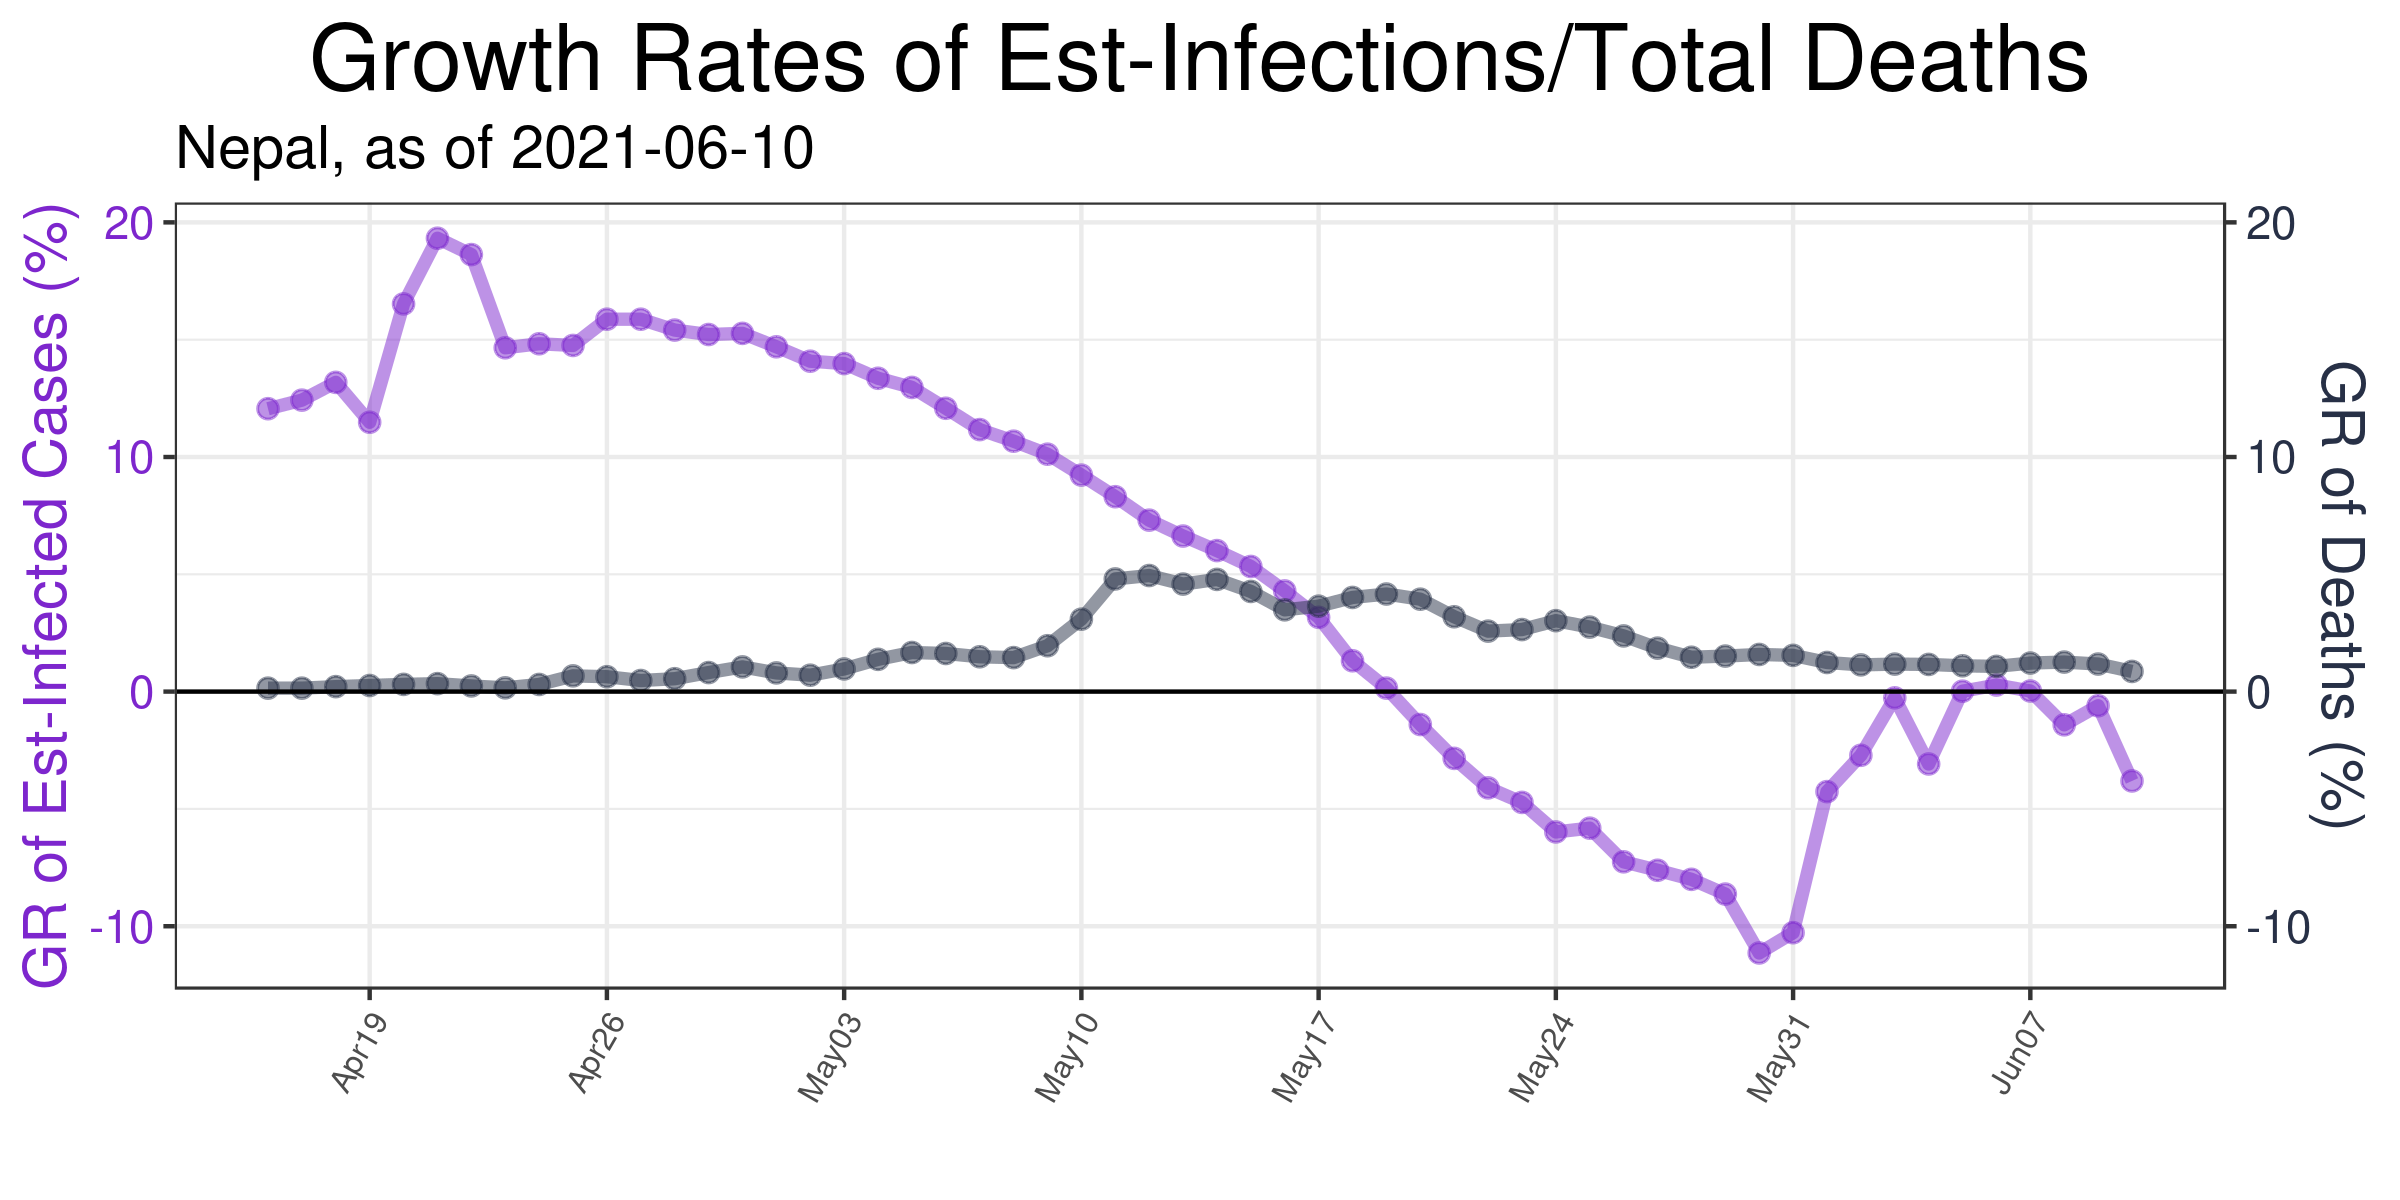 Growth Rates of Est-Infections/Total Deaths
Nepal, as of 2021-06-10
GR of Est-Infected Cases (%)
20
10
0
-10
20
10
0
-10
GR of Deaths (%)
Apr19
Apr26
May03
May10
May17
May24
May31
Jun07